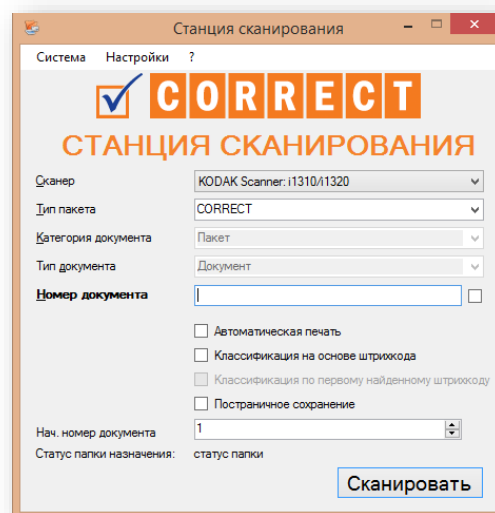 Станция сканирования
Система Настройки ?
CORRECT
СТАНЦИЯ СКАНИРОВАНИЯ
Сканер KODAK Scanner: i1310/i1320
Тип пакета CORRECT
Категория документа Пакет
Тип документа Документ
Номер документа
Автоматическая печать
Классификация на основе штрихкода
Классификация по первому найденному штрихкоду
Постраничное сохранение
Нач. номер документа 1
Статус папки назначения: статус папки
Сканировать